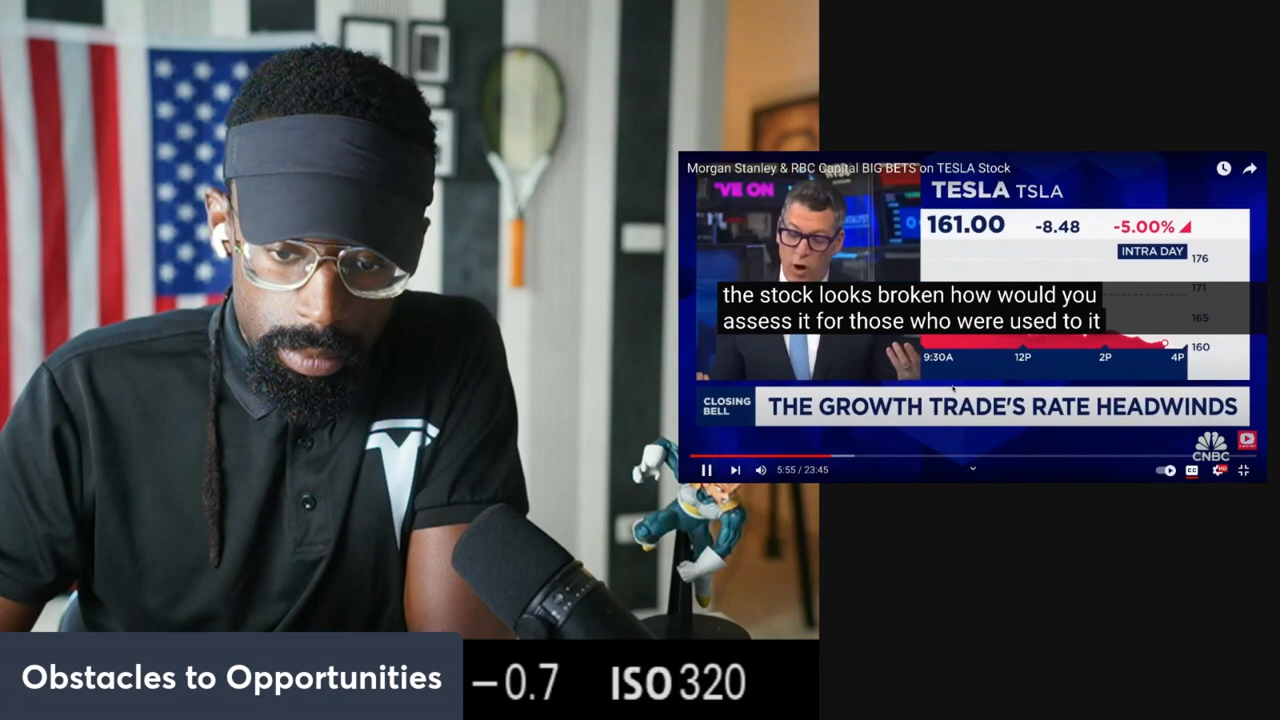 Morgan Stanley & RBC Capital BIG BETS on TESLA Stock
'VE ON
TESLA TSLA
161.00 -8.48 -5.00%
INTRA DAY
176
171
165
160
the stock looks broken how would you
assess it for those who were used to it
9:30A 12P 2P 4P
CLOSING
BELL
THE GROWTH TRADE'S RATE HEADWINDS
CNBC
5:55 / 23:45
CC
HD
Obstacles to Opportunities
–0.7 ISO 320